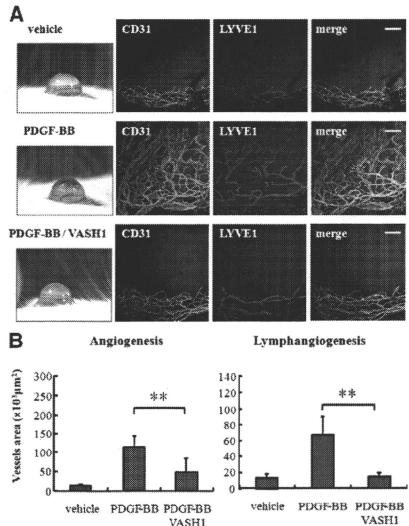 A
vehicle
CD31
LYVE1
merge
PDGF-BB
CD31
LYVE1
merge
PDGF-BB / VASH1
CD31
LYVE1
merge
B
Angiogenesis
Lymphangiogenesis
Vessels area (x10³μm²)
300
250
200
150
100
50
0
**
vehicle
PDGF-BB
PDGF-BB
VASH1
140
120
100
80
60
40
20
0
**
vehicle
PDGF-BB
PDGF-BB
VASH1